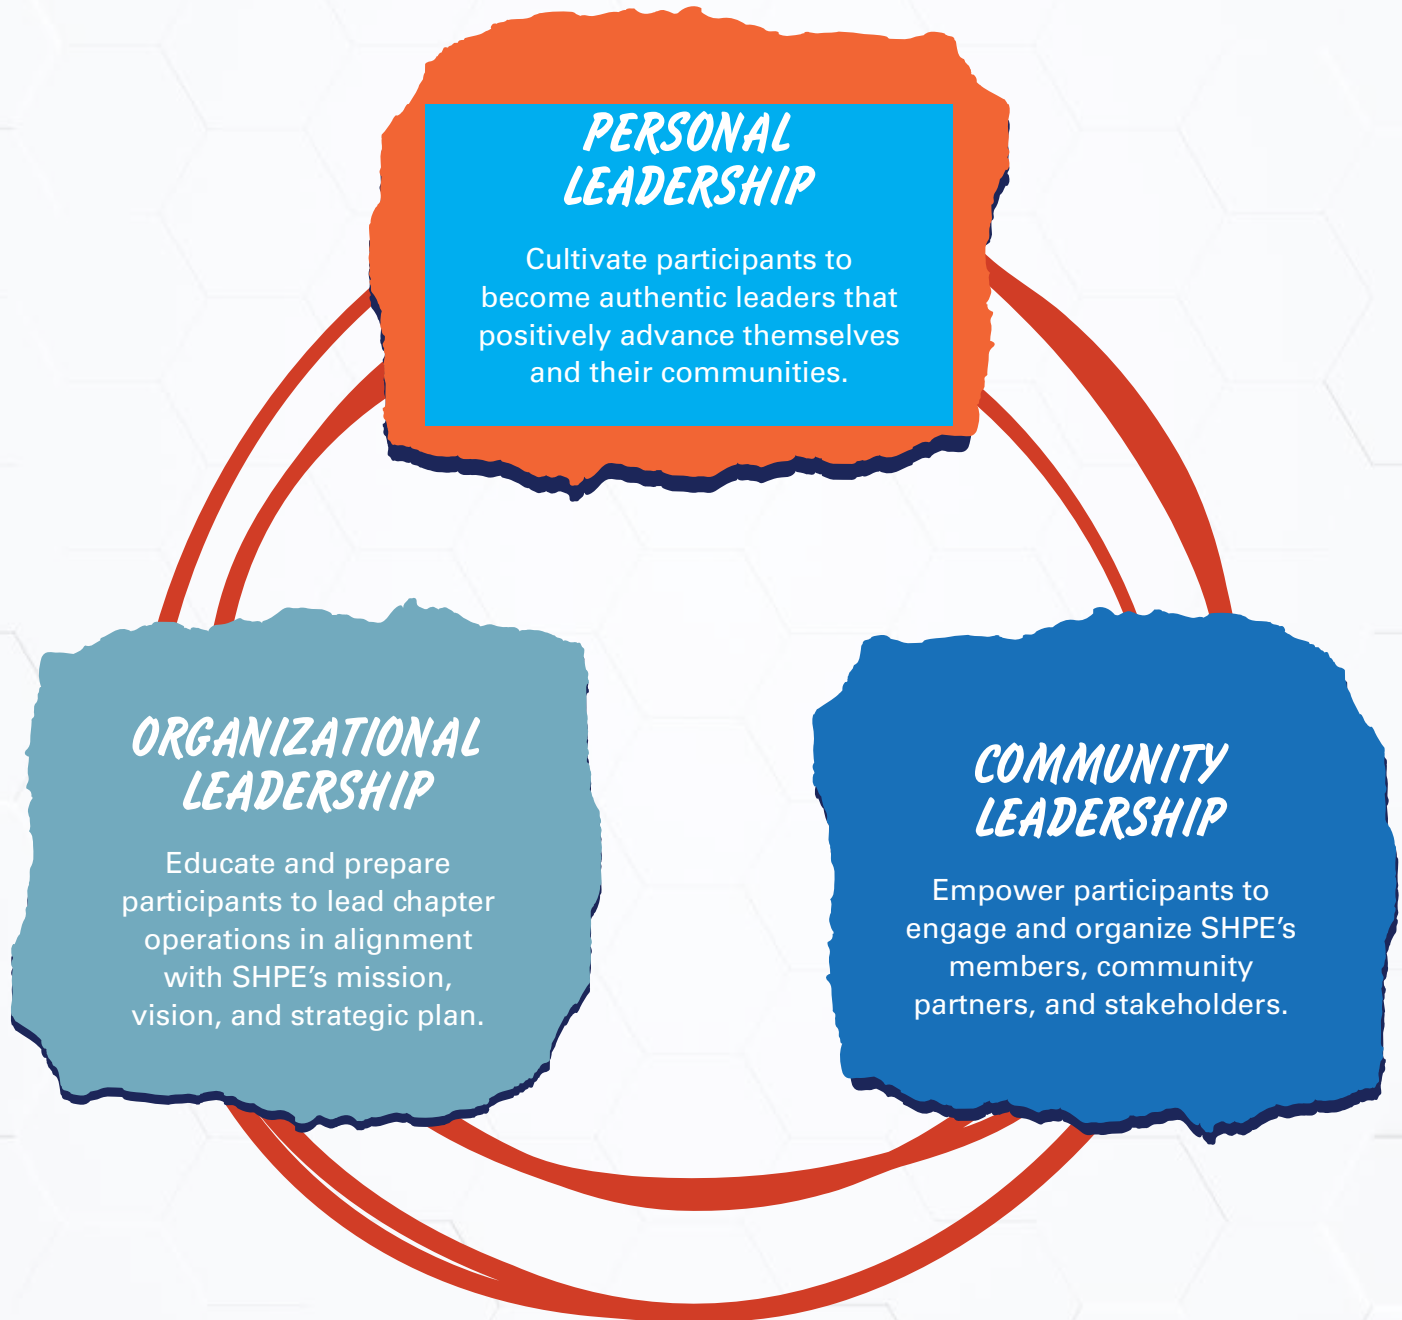 PERSONAL
LEADERSHIP
Cultivate participants to
become authentic leaders that
positively advance themselves
and their communities.
ORGANIZATIONAL
LEADERSHIP
Educate and prepare
participants to lead chapter
operations in alignment
with SHPE’s mission,
vision, and strategic plan.
COMMUNITY
LEADERSHIP
Empower participants to
engage and organize SHPE’s
members, community
partners, and stakeholders.